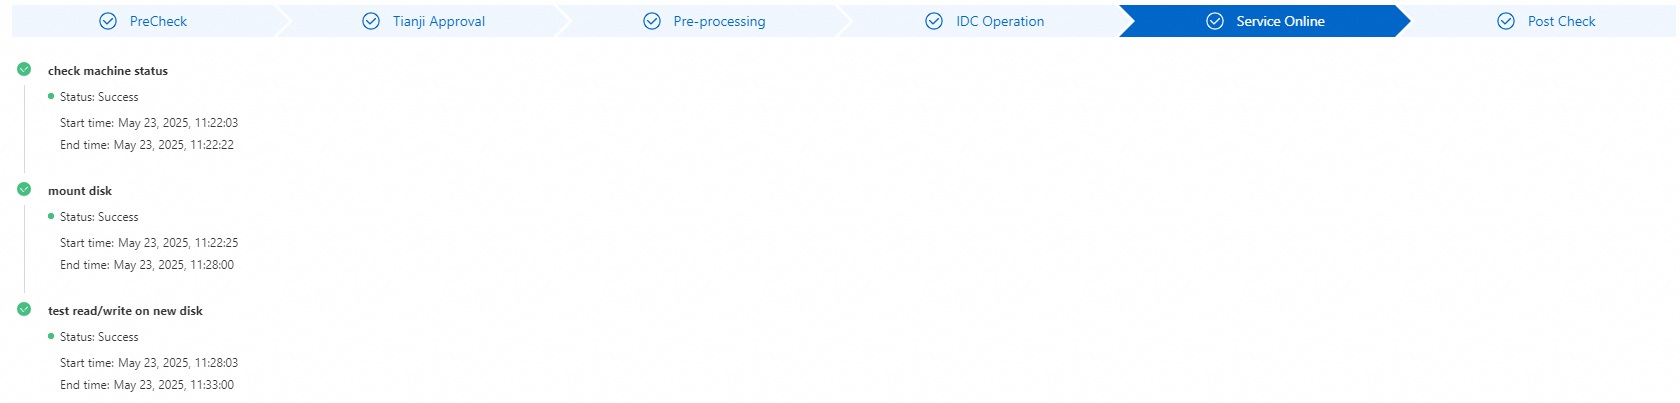 PreCheck
Tianji Approval
Pre-processing
IDC Operation
Service Online
Post Check
check machine status
Status: Success
Start time: May 23, 2025, 11:22:03
End time: May 23, 2025, 11:22:22
mount disk
Status: Success
Start time: May 23, 2025, 11:22:25
End time: May 23, 2025, 11:28:00
test read/write on new disk
Status: Success
Start time: May 23, 2025, 11:28:03
End time: May 23, 2025, 11:33:00